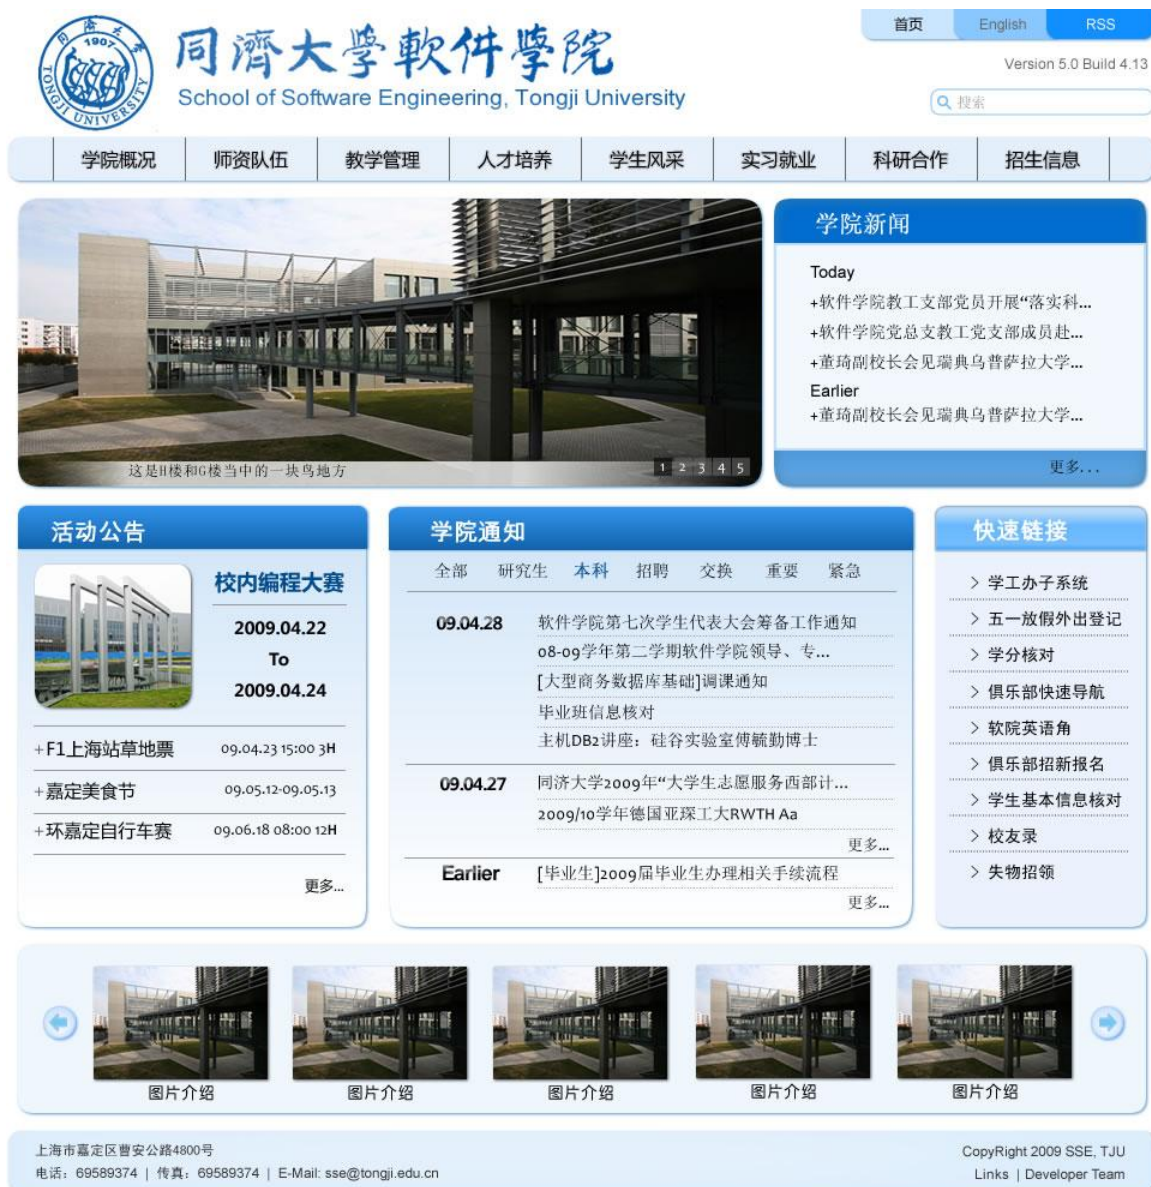 同濟大學軟件學院
School of Software Engineering, Tongji University
同濟大學
1907
TONGJI UNIVERSITY
首页 English RSS
Version 5.0 Build 4.13
搜索
学院概况 师资队伍 教学管理 人才培养 学生风采 实习就业 科研合作 招生信息
这是H楼和G楼当中的一块鸟地方
1 2 3 4 5
学院新闻
Today
+软件学院教工支部党员开展“落实科...
+软件学院党总支教工党支部成员赴...
+董琦副校长会见瑞典乌普萨拉大学...
Earlier
+董琦副校长会见瑞典乌普萨拉大学...
更多...
活动公告
校内编程大赛
2009.04.22
To
2009.04.24
+F1上海站草地票 09.04.23 15:00 3H
+嘉定美食节 09.05.12-09.05.13
+环嘉定自行车赛 09.06.18 08:00 12H
更多...
学院通知
全部 研究生 本科 招聘 交换 重要 紧急
09.04.28 软件学院第七次学生代表大会筹备工作通知
08-09学年第二学期软件学院领导、专...
[大型商务数据库基础]调课通知
毕业班信息核对
主机DB2讲座：硅谷实验室傅毓勤博士
09.04.27 同济大学2009年“大学生志愿服务西部计...
2009/10学年德国亚琛工大RWTH Aa
更多...
Earlier [毕业生]2009届毕业生办理相关手续流程
更多...
快速链接
> 学工办子系统
> 五一放假外出登记
> 学分核对
> 俱乐部快速导航
> 软院英语角
> 俱乐部招新报名
> 学生基本信息核对
> 校友录
> 失物招领
图片介绍 图片介绍 图片介绍 图片介绍 图片介绍
上海市嘉定区曹安公路4800号
电话：69589374 | 传真：69589374 | E-Mail: sse@tongji.edu.cn
CopyRight 2009 SSE, TJU
Links | Developer Team